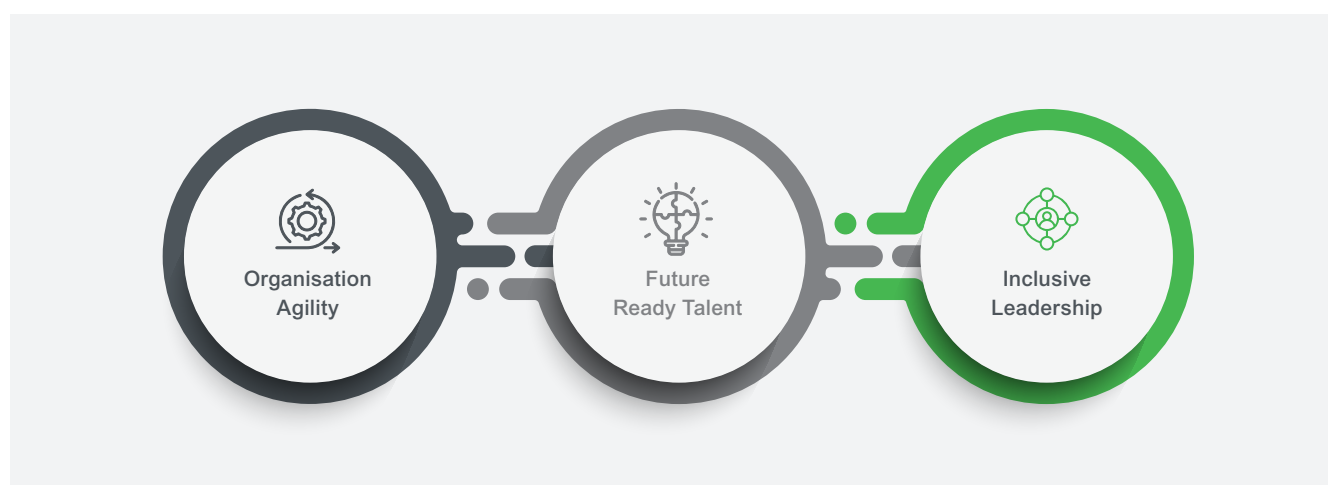 Organisation
Agility
Future
Ready Talent
Inclusive
Leadership